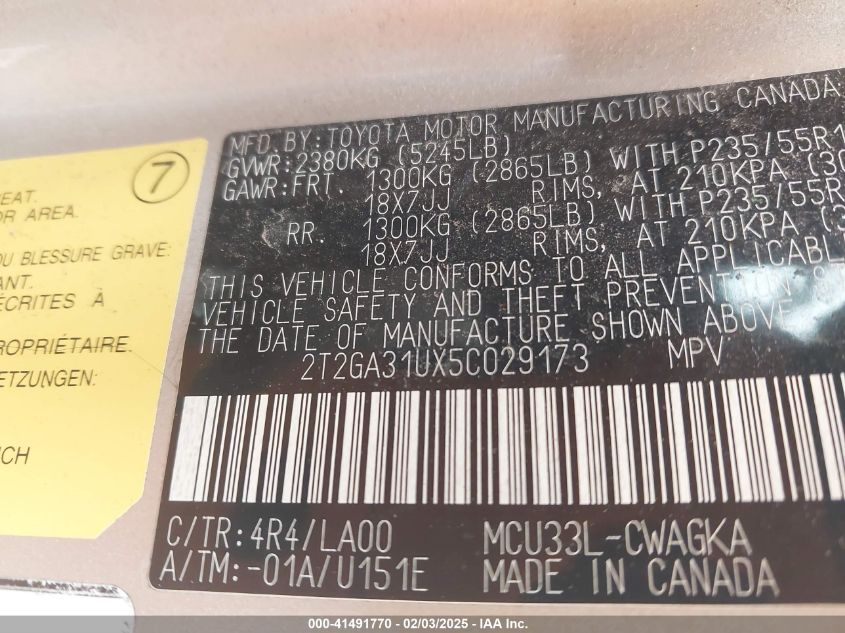 7
EAT.
OR AREA.
OU BLESSURE GRAVE:
ANT.
ÉCRITES À
PROPRIÉTAIRE.
ETZUNGEN:
ICH
MFD.BY:TOYOTA MOTOR MANUFACTURING CANADA
GVWR:2380KG (5245LB)
GAWR:FRT. 1300KG (2865LB) WITH P235/55R1
18X7JJ RIMS, AT 210KPA (30
RR. 1300KG (2865LB) WITH P235/55R
18X7JJ RIMS, AT 210KPA (3
THIS VEHICLE CONFORMS TO ALL APPLICABL
VEHICLE SAFETY AND THEFT PREVENTION S
THE DATE OF MANUFACTURE SHOWN ABOVE
2T2GA31UX5C029173 MPV
C/TR:4R4/LA00 MCU33L-CWAGKA
A/TM:-01A/U151E MADE IN CANADA
000-41491770 - 02/03/2025 - IAA Inc.